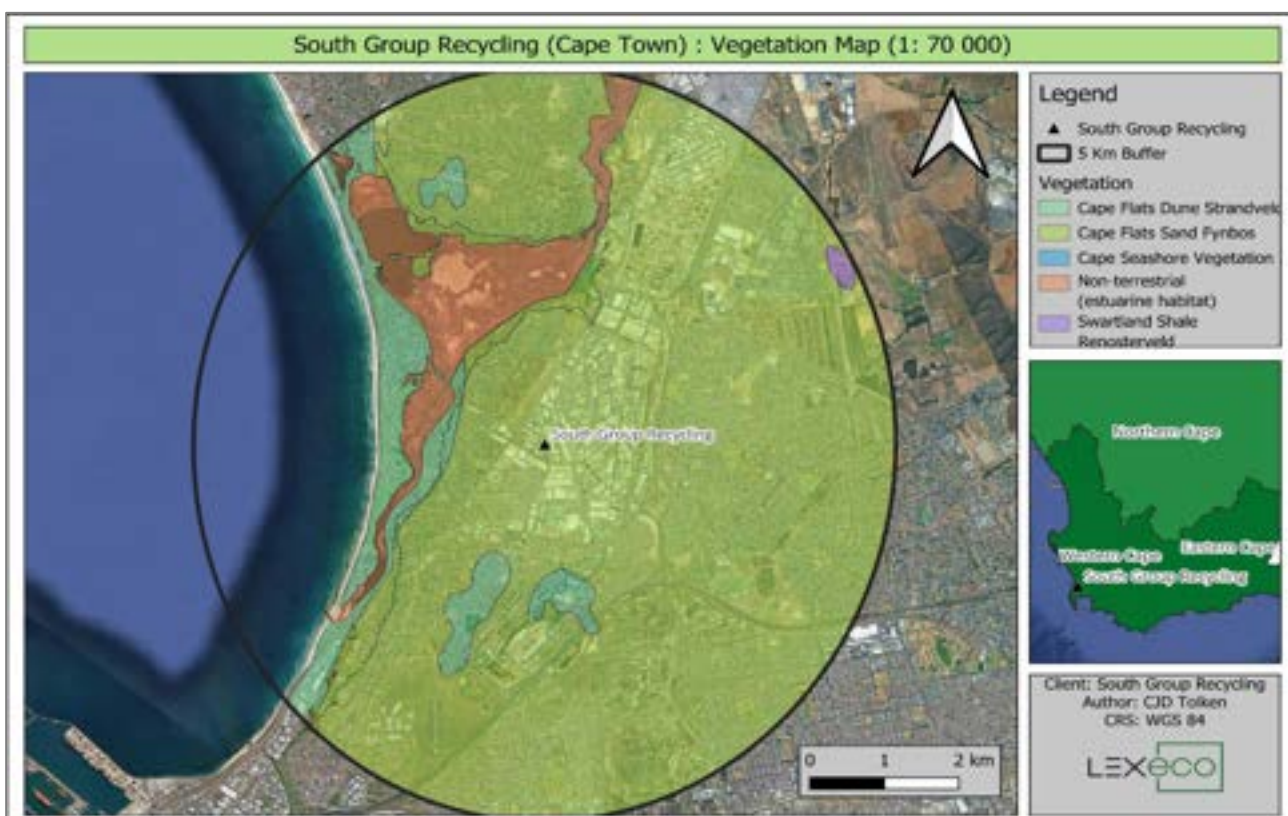 South Group Recycling (Cape Town) : Vegetation Map (1: 70 000)
South Group Recycling
0 1 2 km
Legend
South Group Recycling
5 Km Buffer
Vegetation
Cape Flats Dune Strandveld
Cape Flats Sand Fynbos
Cape Seashore Vegetation
Non-terrestrial
(estuarine habitat)
Swartland Shale
Renosterveld
Northern Cape
Western Cape
Eastern Cape
South Group Recycling
Client: South Group Recycling
Author: CJD Tolken
CRS: WGS 84
LEXeco